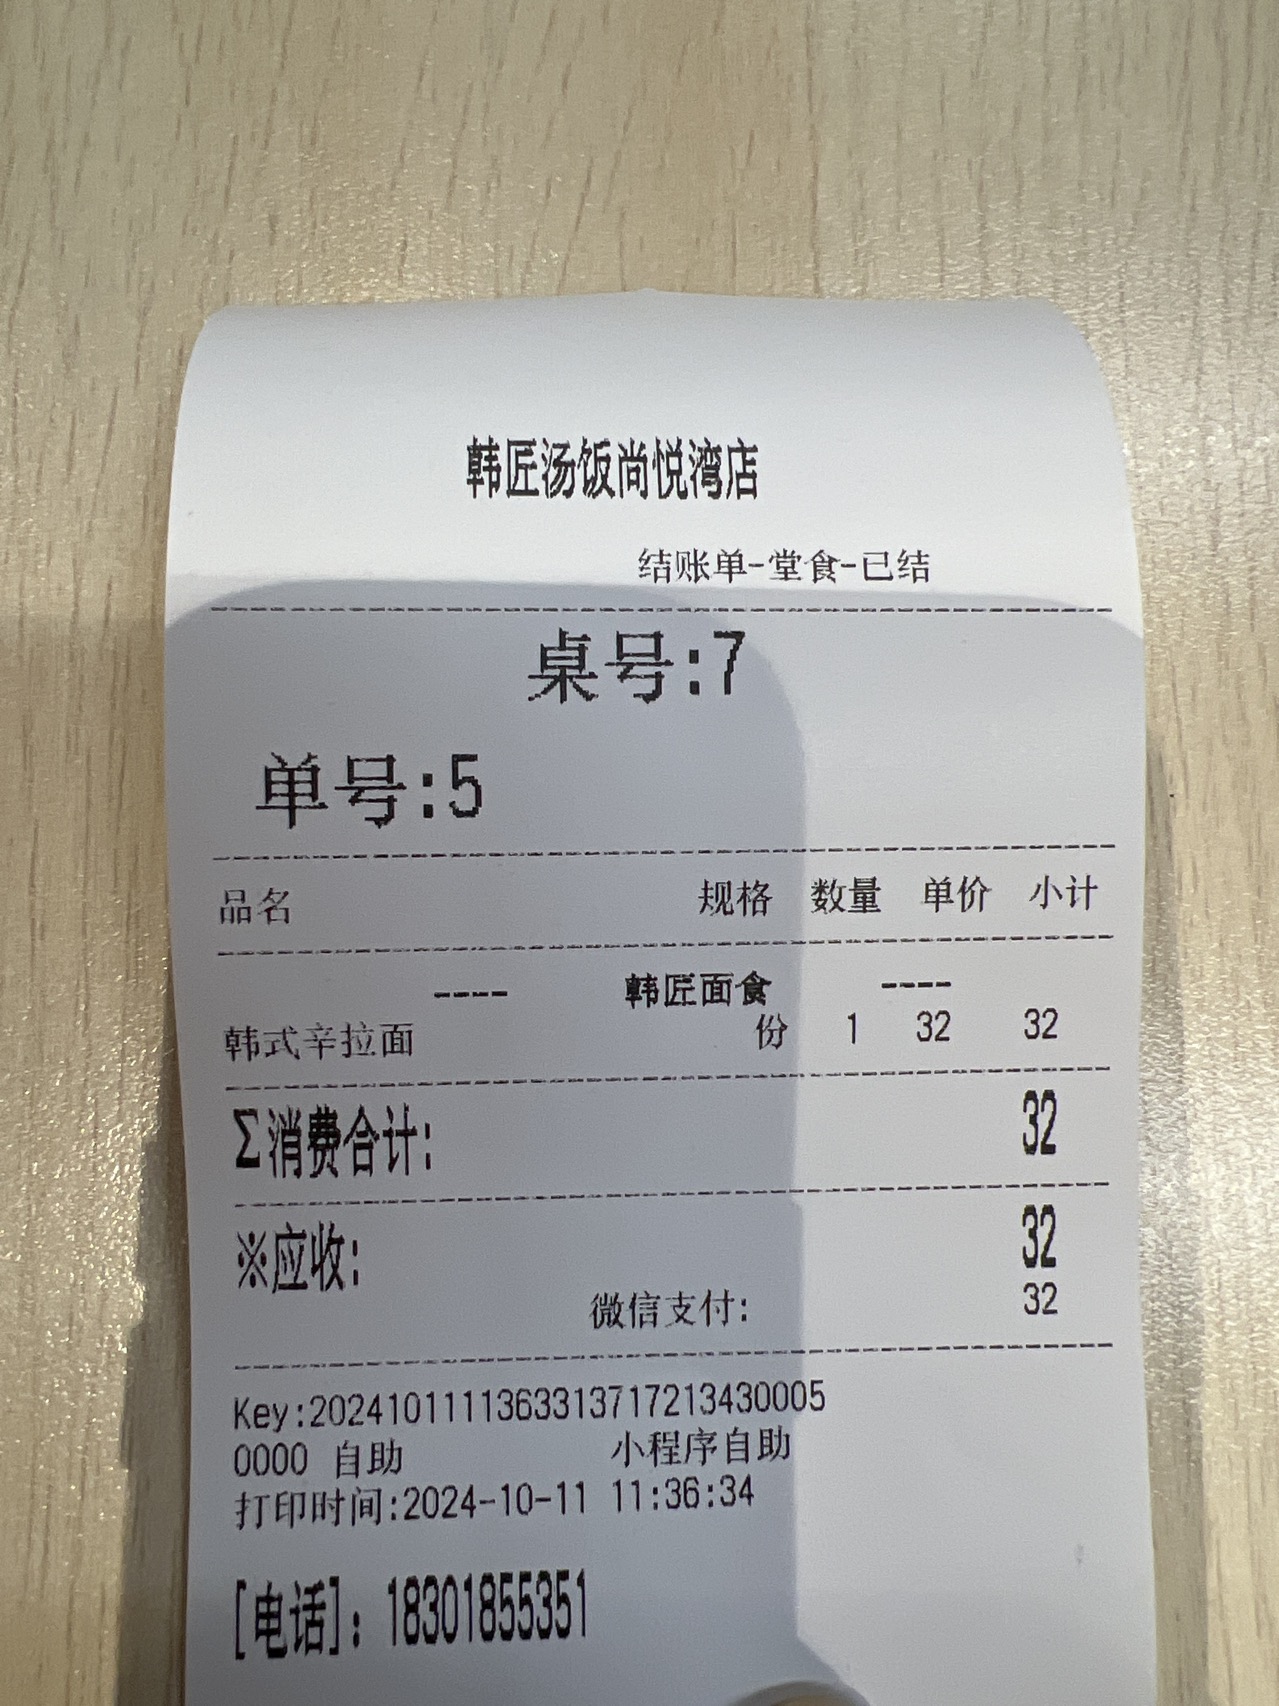 韩匠汤饭尚悦湾店
结账单-堂食-已结
桌号:7
单号:5
品名 规格 数量 单价 小计
---- 韩匠面食 ----
韩式辛拉面 份 1 32 32
Σ消费合计: 32
※应收: 32
微信支付: 32
Key:2024101111363313717213430005
0000 自助 小程序自助
打印时间:2024-10-11 11:36:34
[电话]: 18301855351